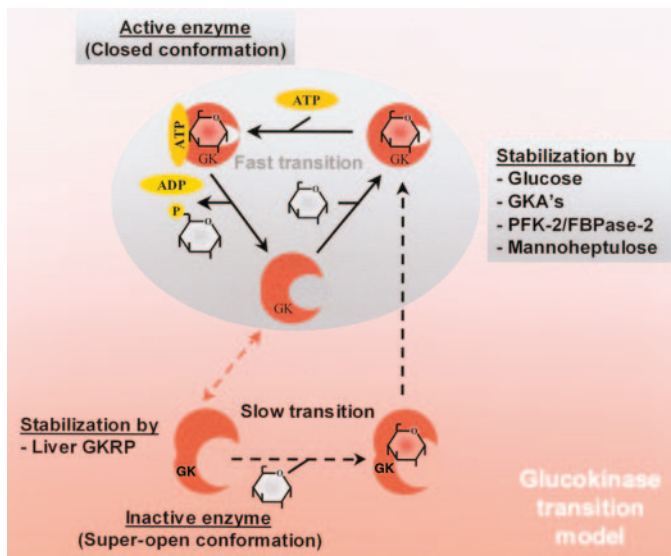 Active enzyme
(Closed conformation)
ATP
ATP
O
GK
O
GK
Fast transition
ADP
P
O
O
GK
Stabilization by
- Glucose
- GKA's
- PFK-2/FBPase-2
- Mannoheptulose
Stabilization by
- Liver GKRP
Slow transition
GK
O
O
GK
Inactive enzyme
(Super-open conformation)
Glucokinase
transition
model